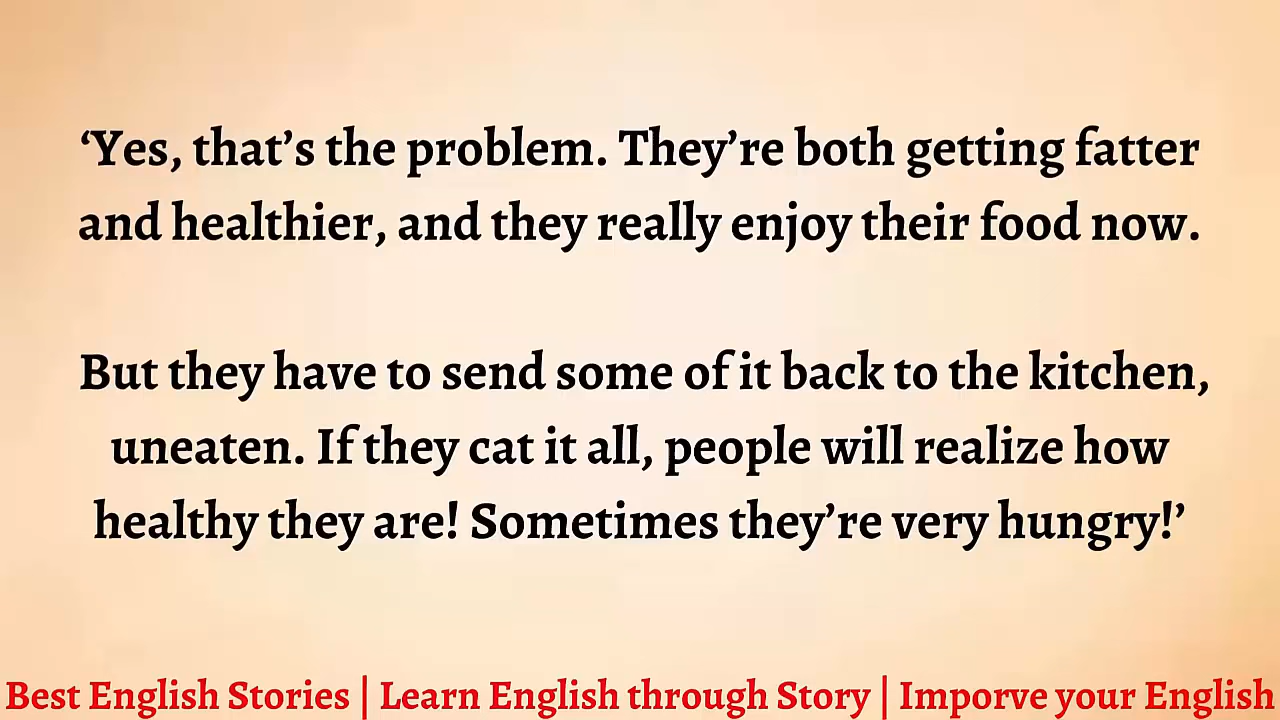 ‘Yes, that’s the problem. They’re both getting fatter
and healthier, and they really enjoy their food now.
But they have to send some of it back to the kitchen,
uneaten. If they cat it all, people will realize how
healthy they are! Sometimes they’re very hungry!’
Best English Stories | Learn English through Story | Imporve your English